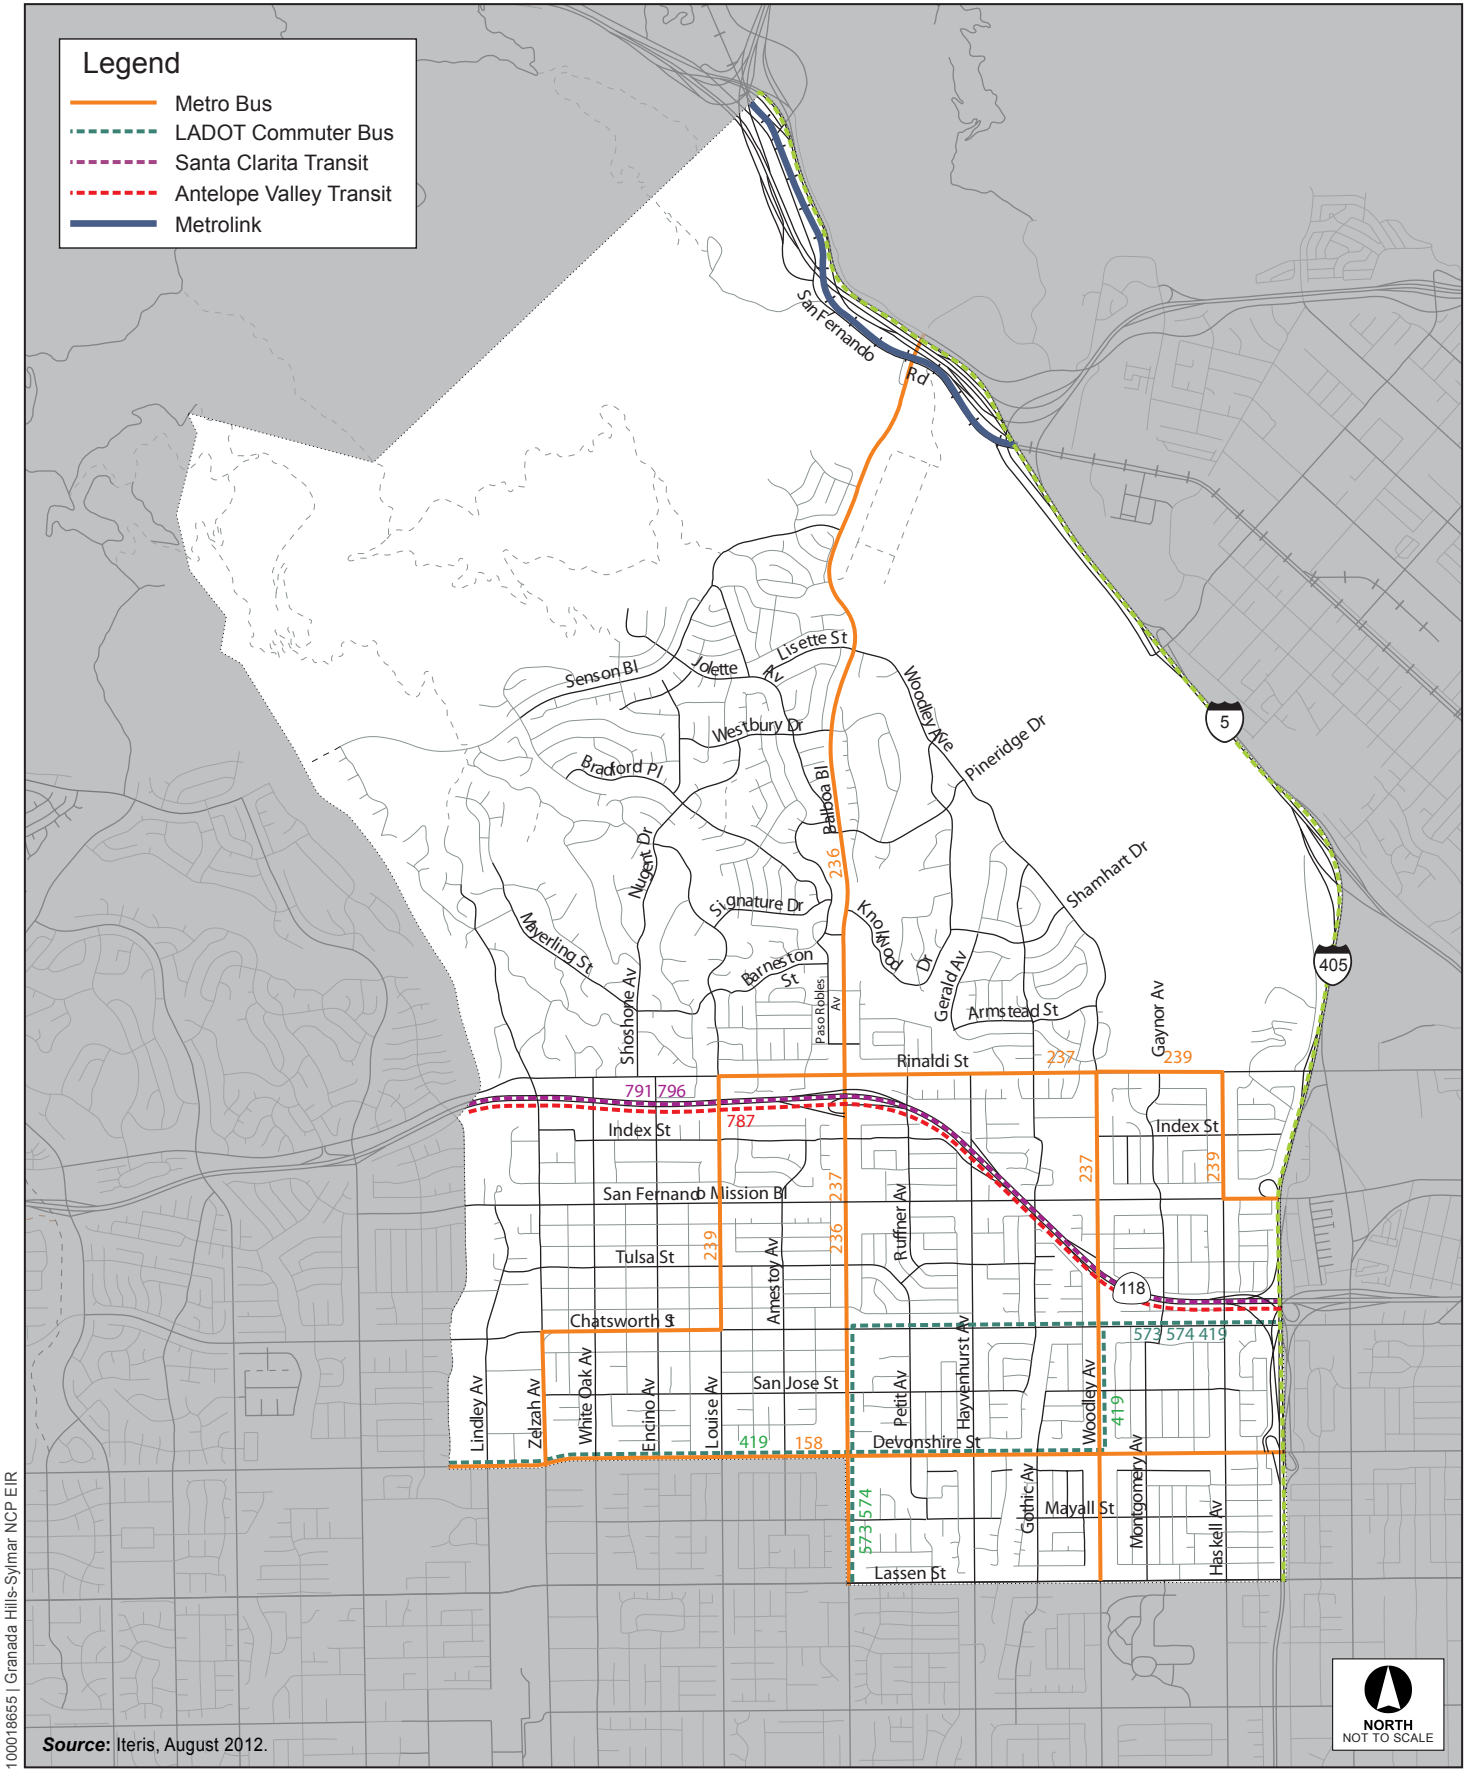 Legend
Metro Bus
LADOT Commuter Bus
Santa Clarita Transit
Antelope Valley Transit
Metrolink
San Fernando
Rd
Lisette St
Jolette
Av
Senson Bl
Woodley Ave
Westbury Dr
Pineridge Dr
5
Bradford Pl
Balboa Bl
236
Nugent Dr
Shamhart Dr
Signature Dr
Knollwood
Dr
Mayerling St
Barneston
St
Gerald Av
405
Shoshone Av
Paso Robles
Av
Armstead St
Gaynor Av
Rinaldi St
237
239
791 796
787
Index St
Index St
237
237
239
San Fernando Mission Bl
Ruffner Av
239
236
Tulsa St
Amestoy Av
118
Chatsworth St
573 574 419
Hayvenhurst Av
San Jose St
Lindley Av
Zelzah Av
White Oak Av
Encino Av
Louise Av
Petit Av
Woodley Av
419
419
158
Devonshire St
573 574
Gothic Av
Mayall St
Montgomery Av
Haskell Av
Lassen St
100018655 | Granada Hills-Sylmar NCP EIR
Source: Iteris, August 2012.
NORTH
NOT TO SCALE